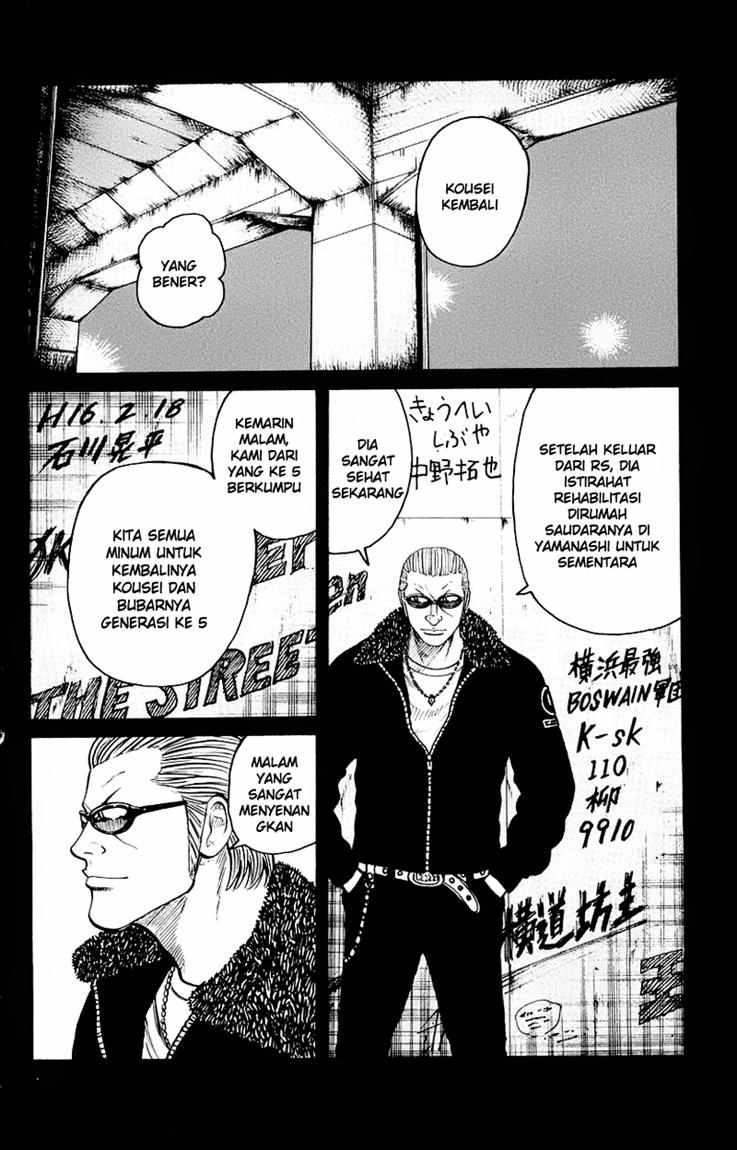 KOUSEI
KEMBALI
YANG
BENER?
SETELAH KELUAR
DARI RS, DIA
ISTIRAHAT
REHABILITASI
DIRUMAH
SAUDARANYA DI
YAMANASHI UNTUK
SEMENTARA
DIA
SANGAT
SEHAT
SEKARANG
きょうへい
しぶや
中野拓也
横浜最強
BOSWAIN軍団
K-sk
110
柳
9910
横道坊主
王
KEMARIN
MALAM,
KAMI DARI
YANG KE 5
BERKUMPU
KITA SEMUA
MINUM UNTUK
KEMBALINYA
KOUSEI DAN
BUBARNYA
GENERASI KE 5
H16.2.18
石川晃平
THE STREET
MALAM
YANG
SANGAT
MENYENAN
GKAN